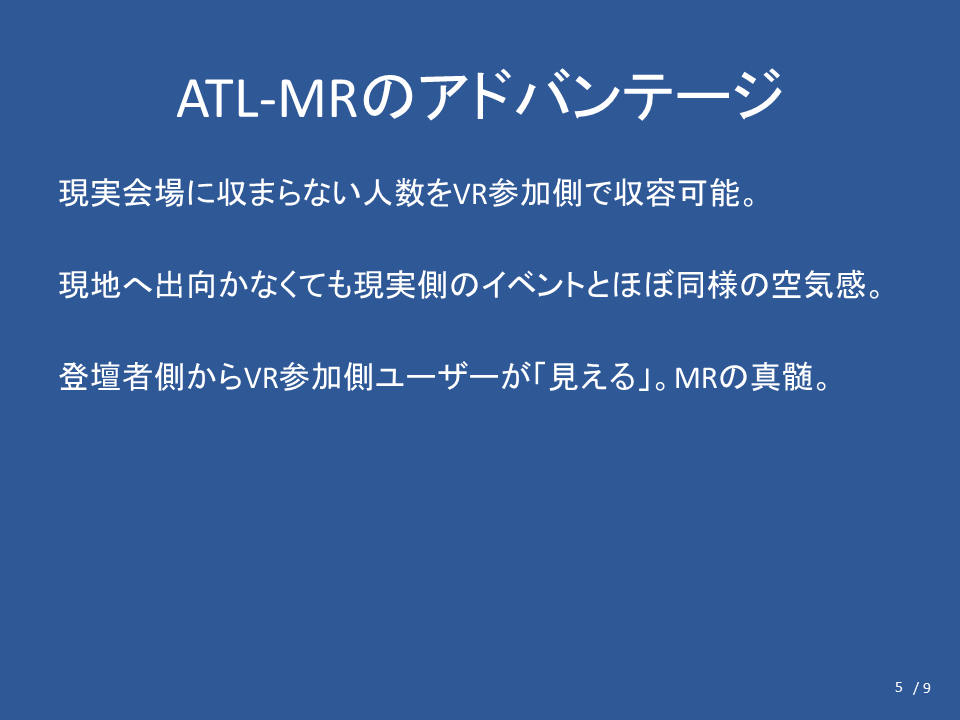 ATL-MRのアドバンテージ
現実会場に収まらない人数をVR参加側で収容可能。
現地へ出向かなくても現実側のイベントとほぼ同様の空気感。
登壇者側からVR参加側ユーザーが「見える」。MRの真髄。
5 / 9